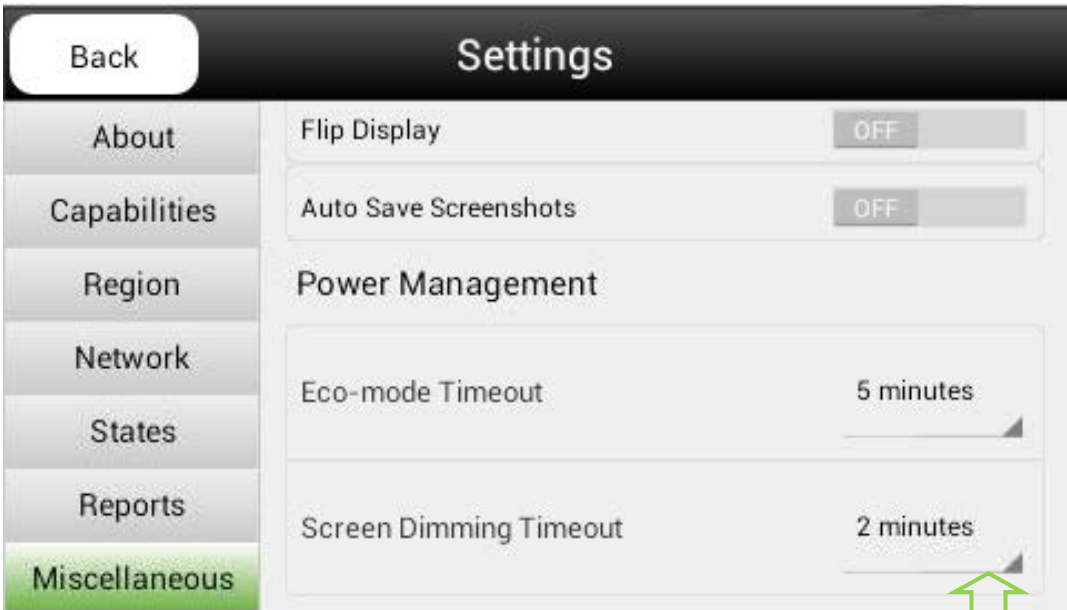 Back
Settings
About
Capabilities
Region
Network
States
Reports
Miscellaneous
Flip Display
OFF
Auto Save Screenshots
OFF
Power Management
Eco-mode Timeout
5 minutes
Screen Dimming Timeout
2 minutes